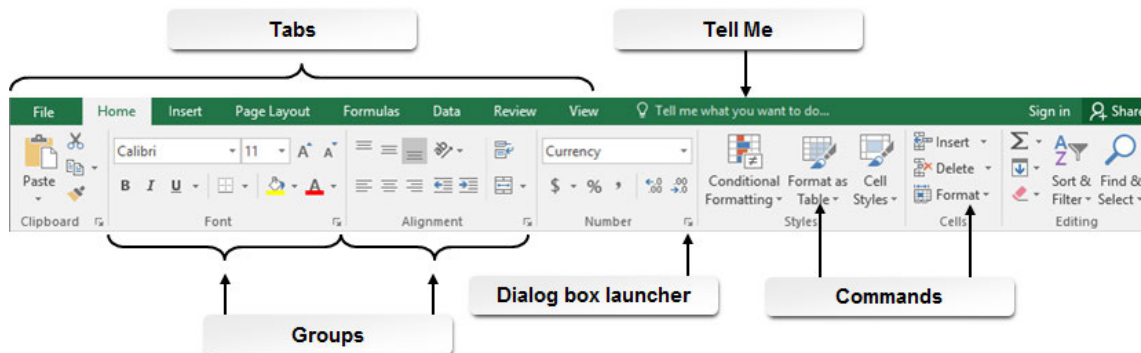 Tabs
Tell Me
File Home Insert Page Layout Formulas Data Review View Tell me what you want to do... Sign in Share
Calibri 11 A A Currency Insert Σ A Z
Paste B I U A $ % , .0 .00 .00 .0 Conditional Format as Cell Delete Sort & Find &
Formatting Table Styles Format Filter Select
Clipboard Font Alignment Number Styles Cells Editing
Dialog box launcher
Commands
Groups